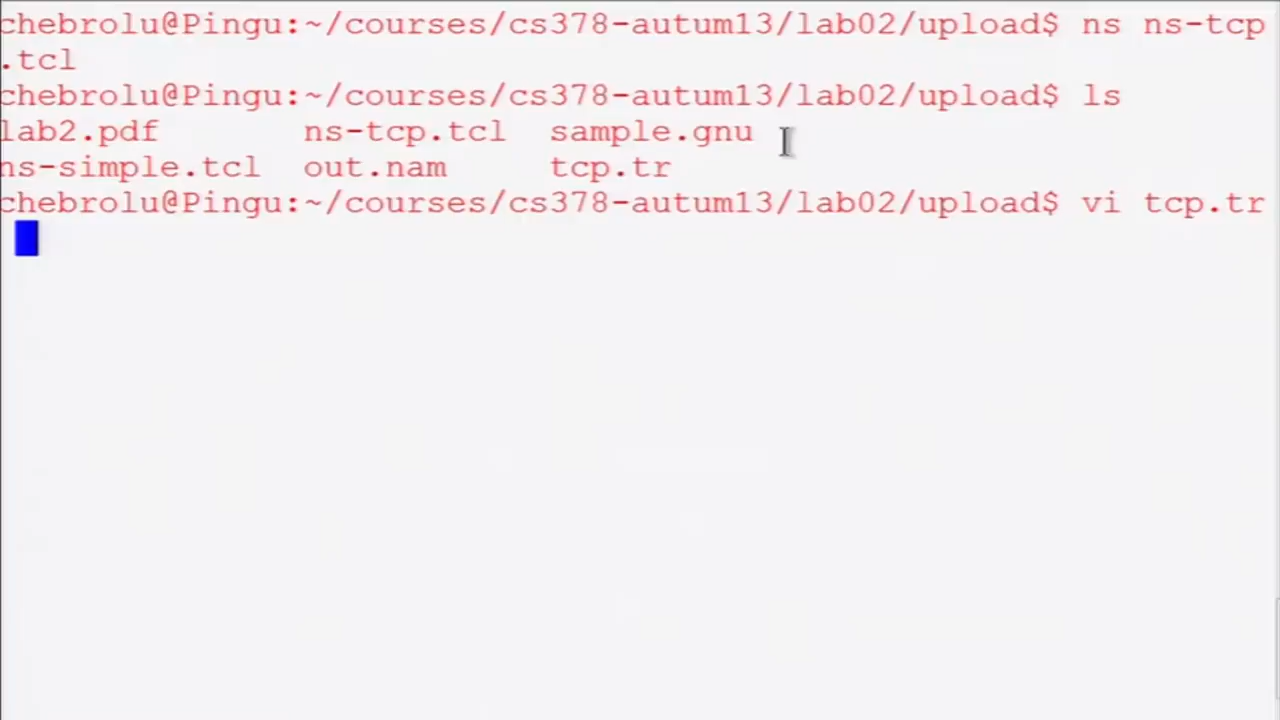 chebrolu@Pingu:~/courses/cs378-autum13/lab02/upload$ ns ns-tcp
.tcl
chebrolu@Pingu:~/courses/cs378-autum13/lab02/upload$ ls
lab2.pdf ns-tcp.tcl sample.gnu
ns-simple.tcl out.nam tcp.tr
chebrolu@Pingu:~/courses/cs378-autum13/lab02/upload$ vi tcp.tr